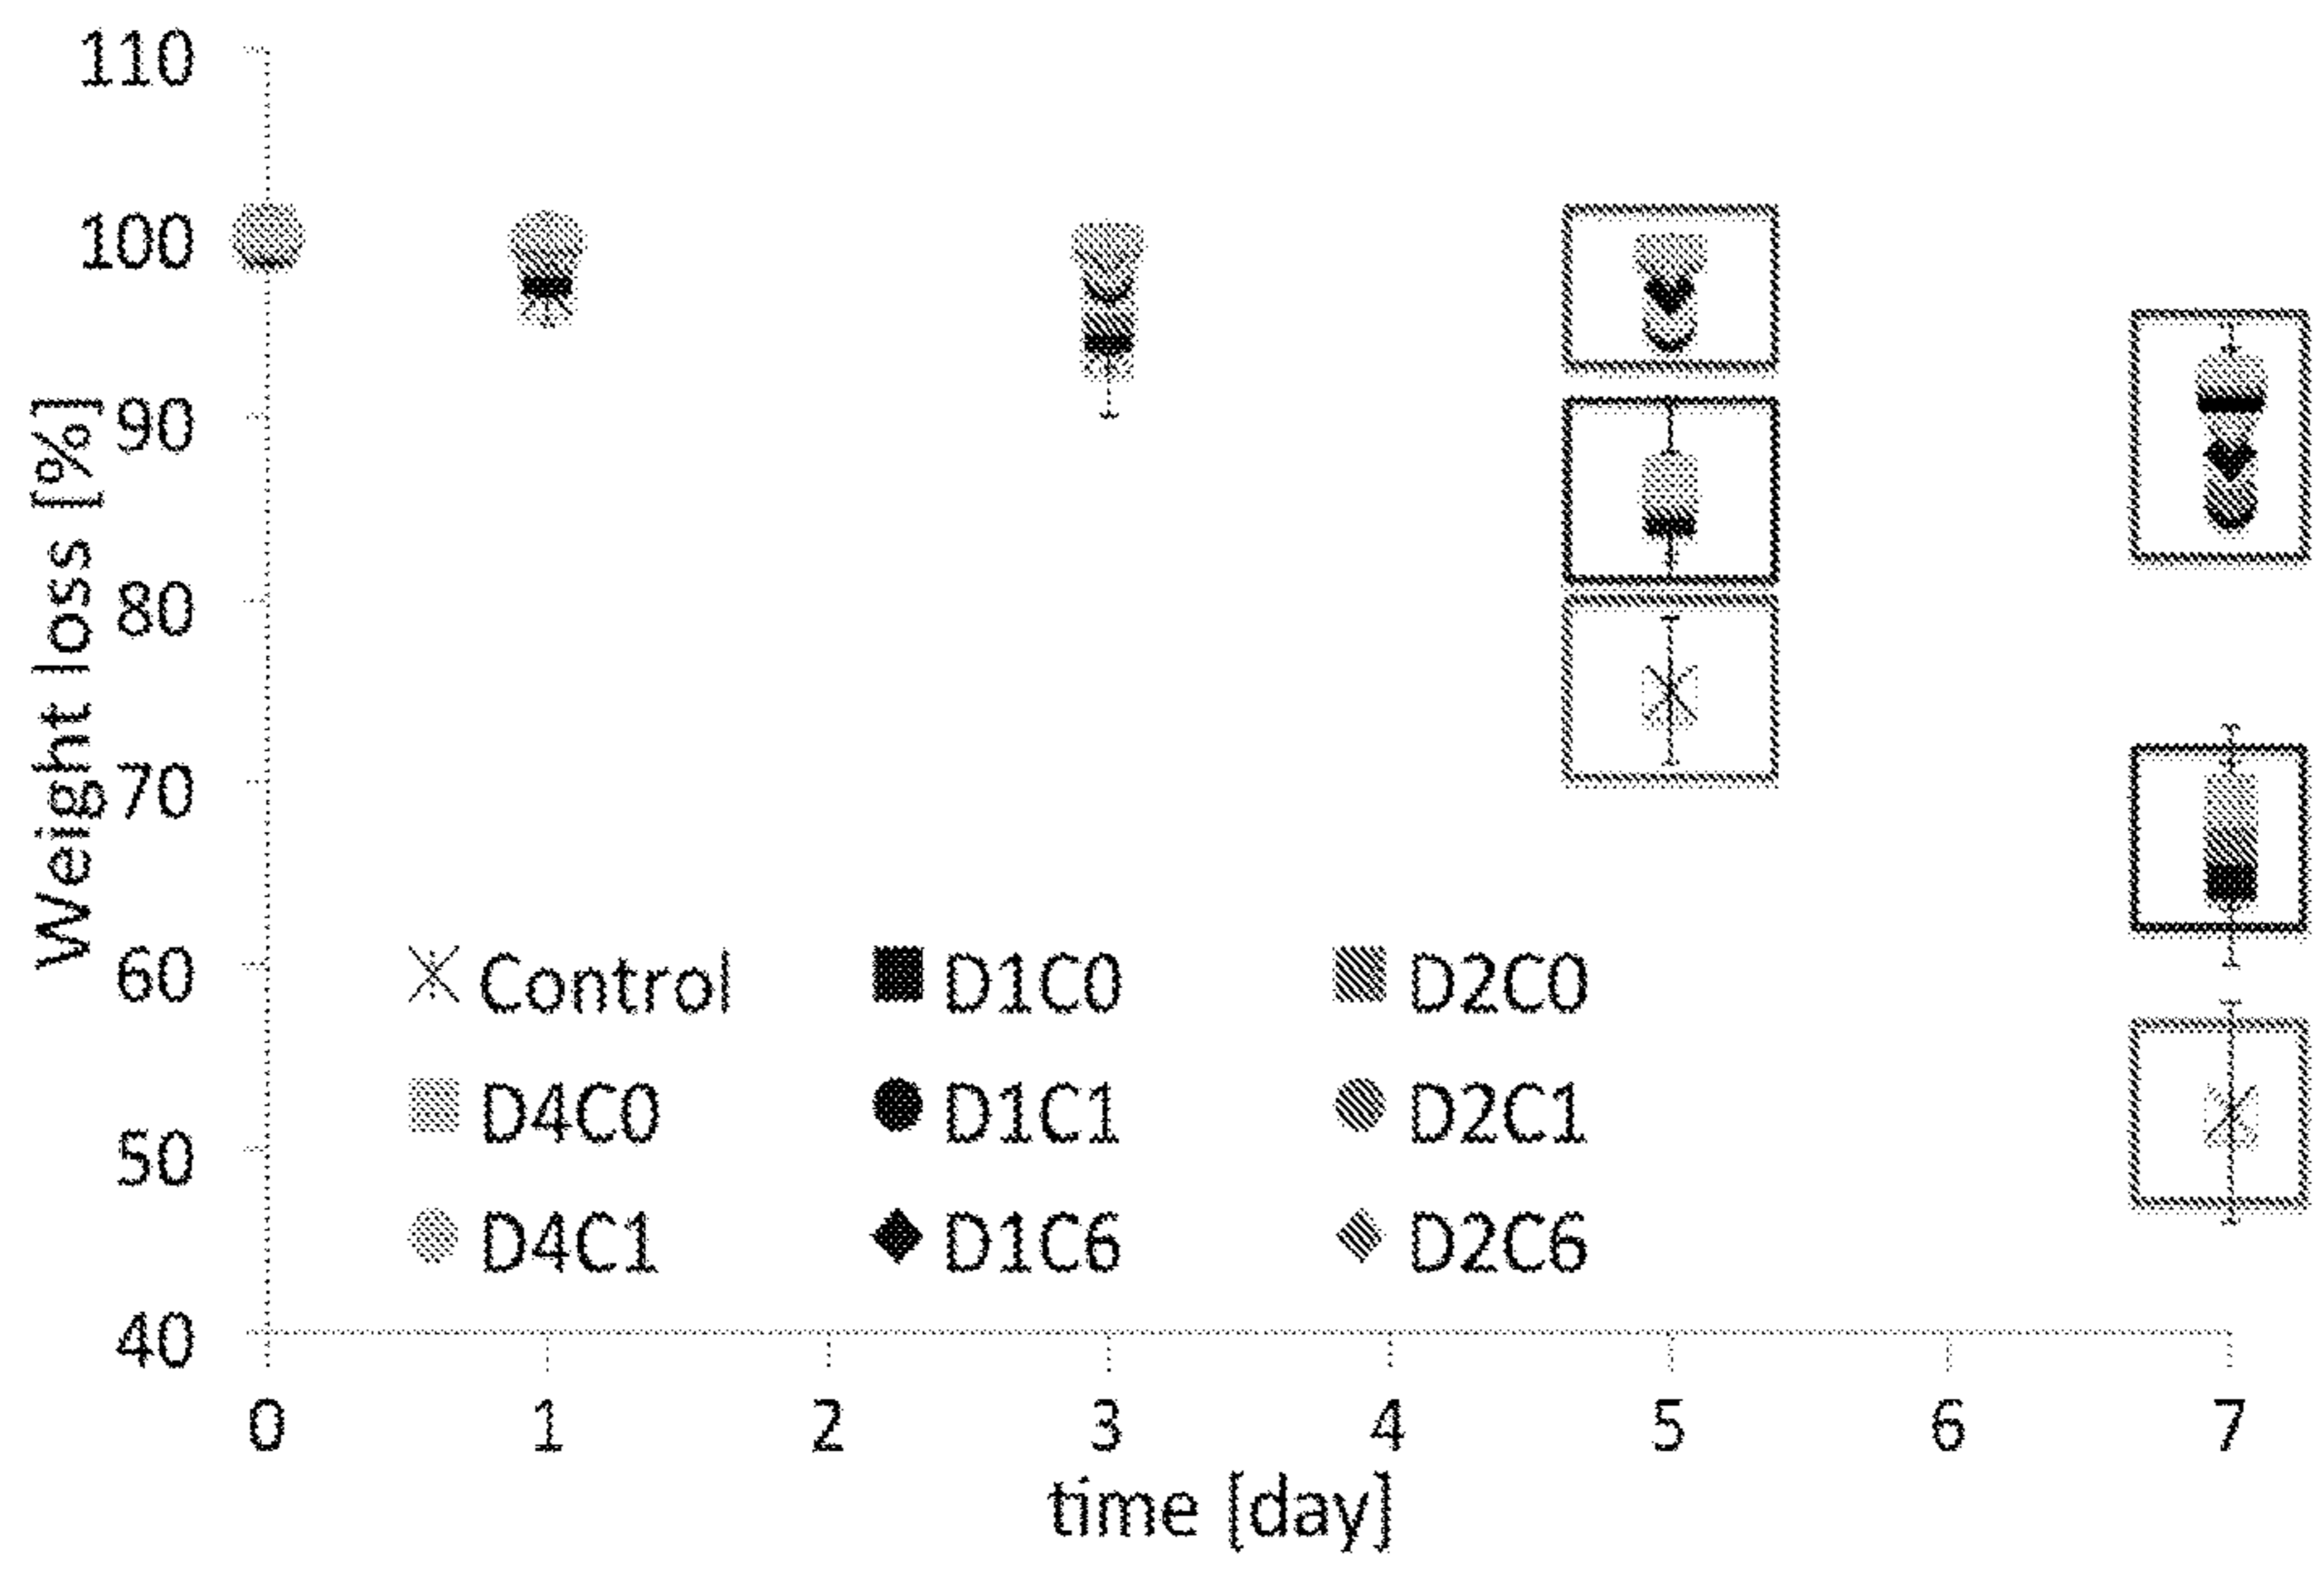 110
100
90
80
70
60
50
40
Weight loss [%]
Control D1C0 D2C0
D4C0 D1C1 D2C1
D4C1 D1C6 D2C6
0 1 2 3 4 5 6 7
time [day]